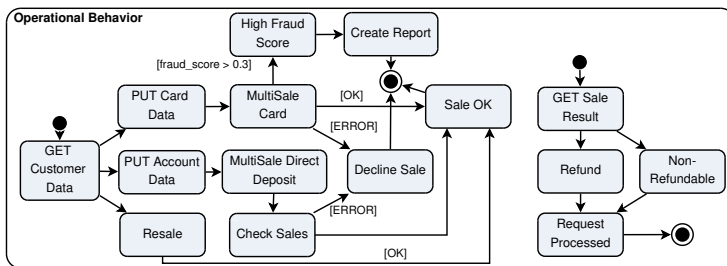 Operational Behavior
High Fraud
Score
Create Report
[fraud_score > 0.3]
PUT Card
Data
MultiSale
Card
[OK]
Sale OK
GET Sale
Result
[ERROR]
GET
Customer
Data
PUT Account
Data
MultiSale Direct
Deposit
Decline Sale
Refund
Non-
Refundable
[ERROR]
Resale
Check Sales
Request
Processed
[OK]